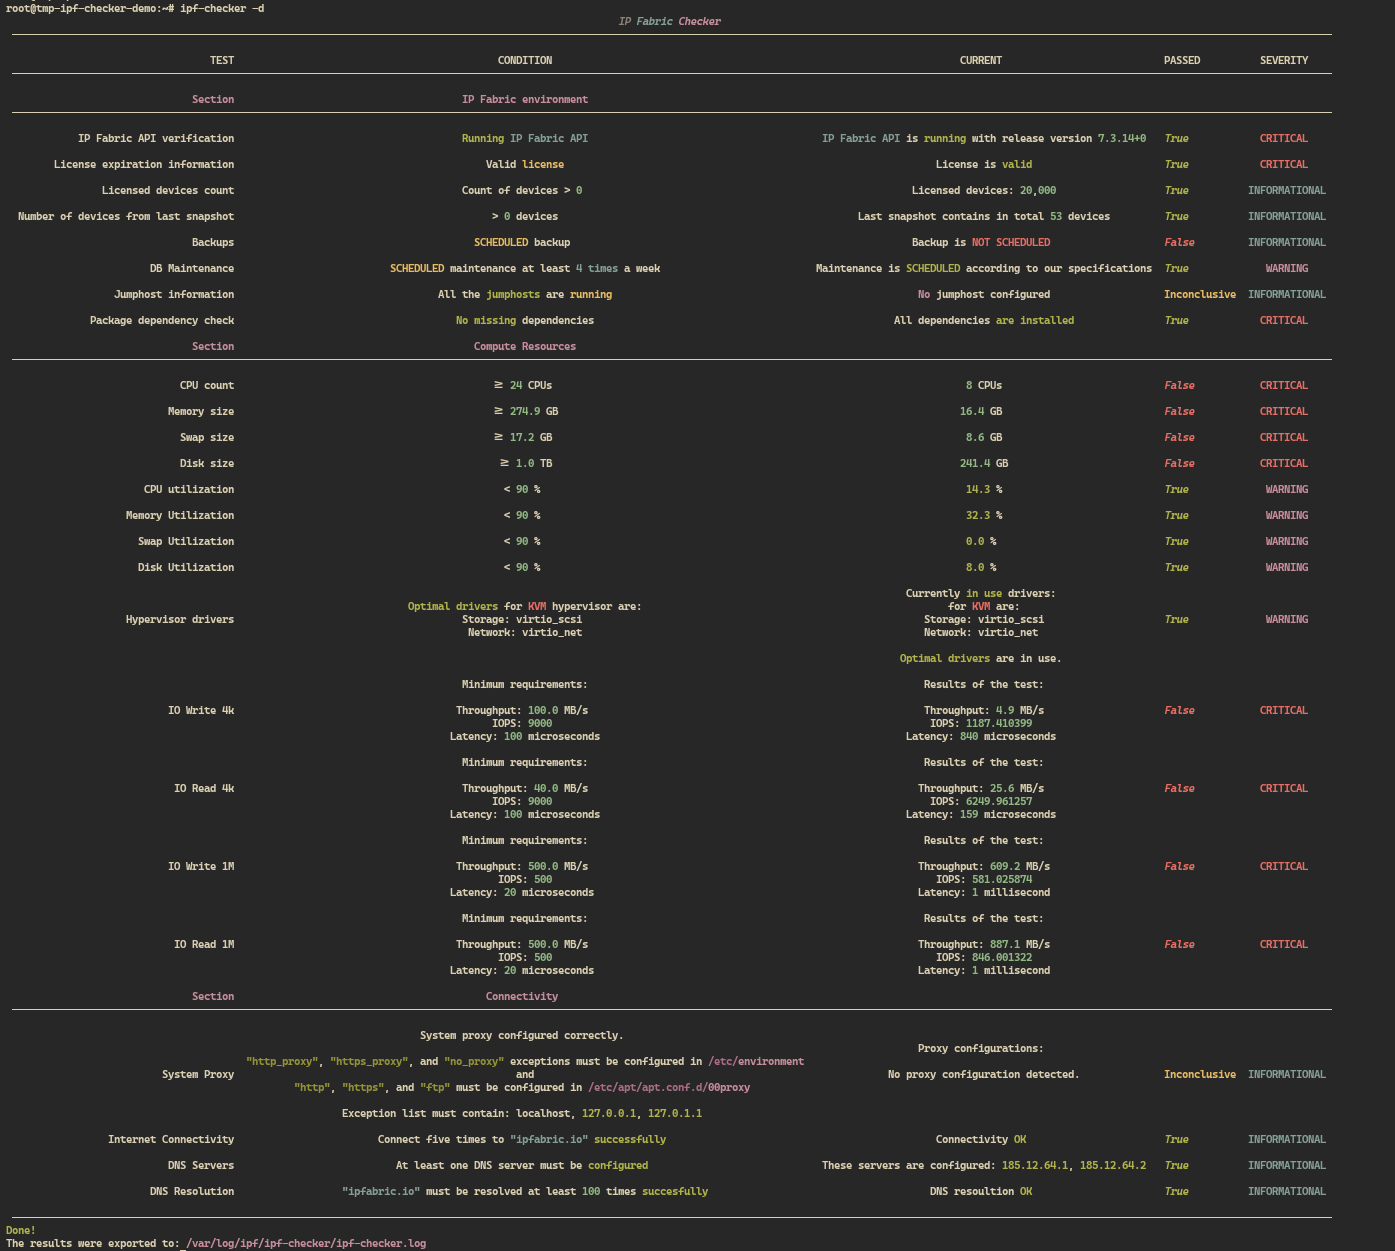 root@tmp-ipf-checker-demo:~# ipf-checker -d
IP Fabric Checker
TEST CONDITION CURRENT PASSED SEVERITY
Section IP Fabric environment
IP Fabric API verification Running IP Fabric API IP Fabric API is running with release version 7.3.14+0 True CRITICAL
License expiration information Valid license License is valid True CRITICAL
Licensed devices count Count of devices > 0 Licensed devices: 20,000 True INFORMATIONAL
Number of devices from last snapshot > 0 devices Last snapshot contains in total 53 devices True INFORMATIONAL
Backups SCHEDULED backup Backup is NOT SCHEDULED False INFORMATIONAL
DB Maintenance SCHEDULED maintenance at least 4 times a week Maintenance is SCHEDULED according to our specifications True WARNING
Jumphost information All the jumphosts are running No jumphost configured Inconclusive INFORMATIONAL
Package dependency check No missing dependencies All dependencies are installed True CRITICAL
Section Compute Resources
CPU count ≥ 24 CPUs 8 CPUs False CRITICAL
Memory size ≥ 274.9 GB 16.4 GB False CRITICAL
Swap size ≥ 17.2 GB 8.6 GB False CRITICAL
Disk size ≥ 1.0 TB 241.4 GB False CRITICAL
CPU utilization < 90 % 14.3 % True WARNING
Memory Utilization < 90 % 32.3 % True WARNING
Swap Utilization < 90 % 0.0 % True WARNING
Disk Utilization < 90 % 8.0 % True WARNING
Currently in use drivers:
Optimal drivers for KVM hypervisor are: for KVM are:
Hypervisor drivers Storage: virtio_scsi Storage: virtio_scsi True WARNING
Network: virtio_net Network: virtio_net
Optimal drivers are in use.
Minimum requirements: Results of the test:
IO Write 4k Throughput: 100.0 MB/s Throughput: 4.9 MB/s False CRITICAL
IOPS: 9000 IOPS: 1187.410399
Latency: 100 microseconds Latency: 840 microseconds
Minimum requirements: Results of the test:
IO Read 4k Throughput: 40.0 MB/s Throughput: 25.6 MB/s False CRITICAL
IOPS: 9000 IOPS: 6249.961257
Latency: 100 microseconds Latency: 159 microseconds
Minimum requirements: Results of the test:
IO Write 1M Throughput: 500.0 MB/s Throughput: 609.2 MB/s False CRITICAL
IOPS: 500 IOPS: 581.025874
Latency: 20 microseconds Latency: 1 millisecond
Minimum requirements: Results of the test:
IO Read 1M Throughput: 500.0 MB/s Throughput: 887.1 MB/s False CRITICAL
IOPS: 500 IOPS: 846.001322
Latency: 20 microseconds Latency: 1 millisecond
Section Connectivity
System proxy configured correctly.
Proxy configurations:
"http_proxy", "https_proxy", and "no_proxy" exceptions must be configured in /etc/environment
System Proxy and No proxy configuration detected. Inconclusive INFORMATIONAL
"http", "https", and "ftp" must be configured in /etc/apt/apt.conf.d/00proxy
Exception list must contain: localhost, 127.0.0.1, 127.0.1.1
Internet Connectivity Connect five times to "ipfabric.io" successfully Connectivity OK True INFORMATIONAL
DNS Servers At least one DNS server must be configured These servers are configured: 185.12.64.1, 185.12.64.2 True INFORMATIONAL
DNS Resolution "ipfabric.io" must be resolved at least 100 times succesfully DNS resoultion OK True INFORMATIONAL
Done!
The results were exported to: /var/log/ipf/ipf-checker/ipf-checker.log